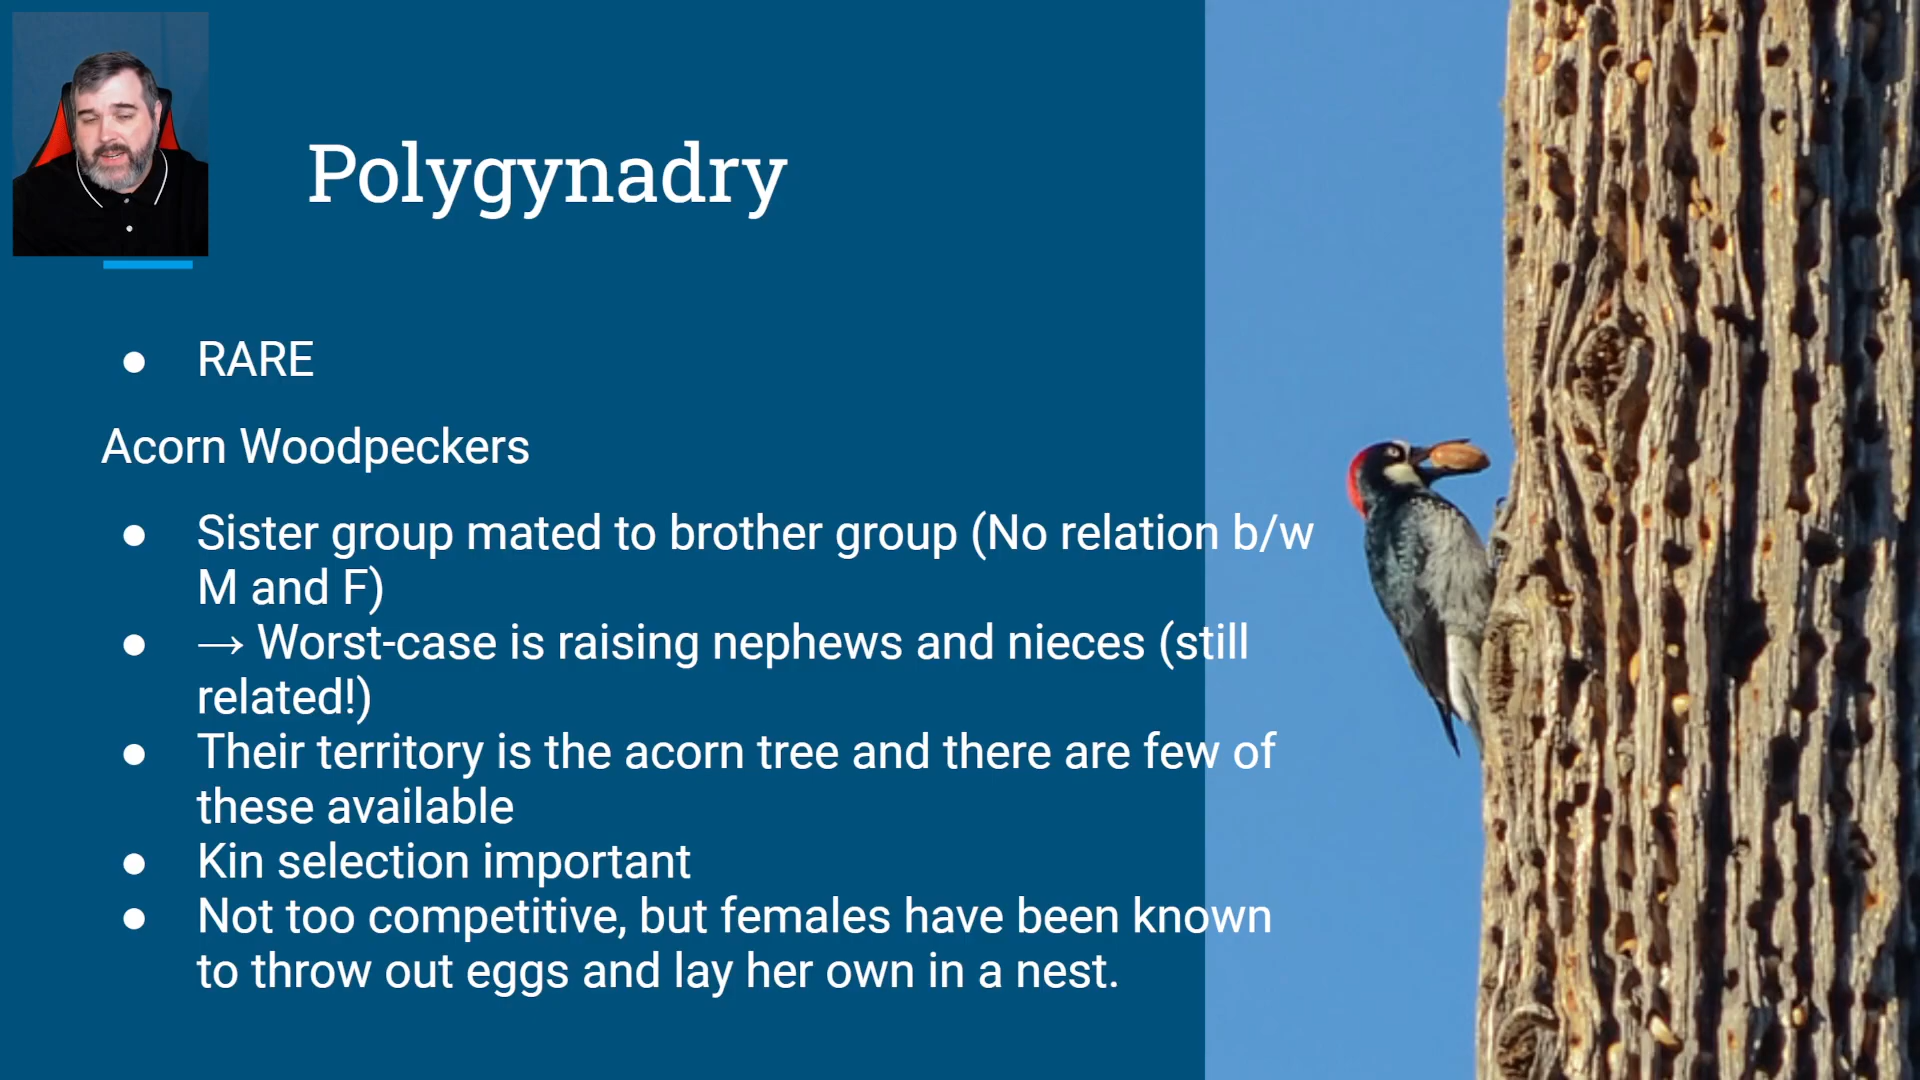 Polygynadry
● RARE
Acorn Woodpeckers
● Sister group mated to brother group (No relation b/w
M and F)
● → Worst-case is raising nephews and nieces (still
related!)
● Their territory is the acorn tree and there are few of
these available
● Kin selection important
● Not too competitive, but females have been known
to throw out eggs and lay her own in a nest.